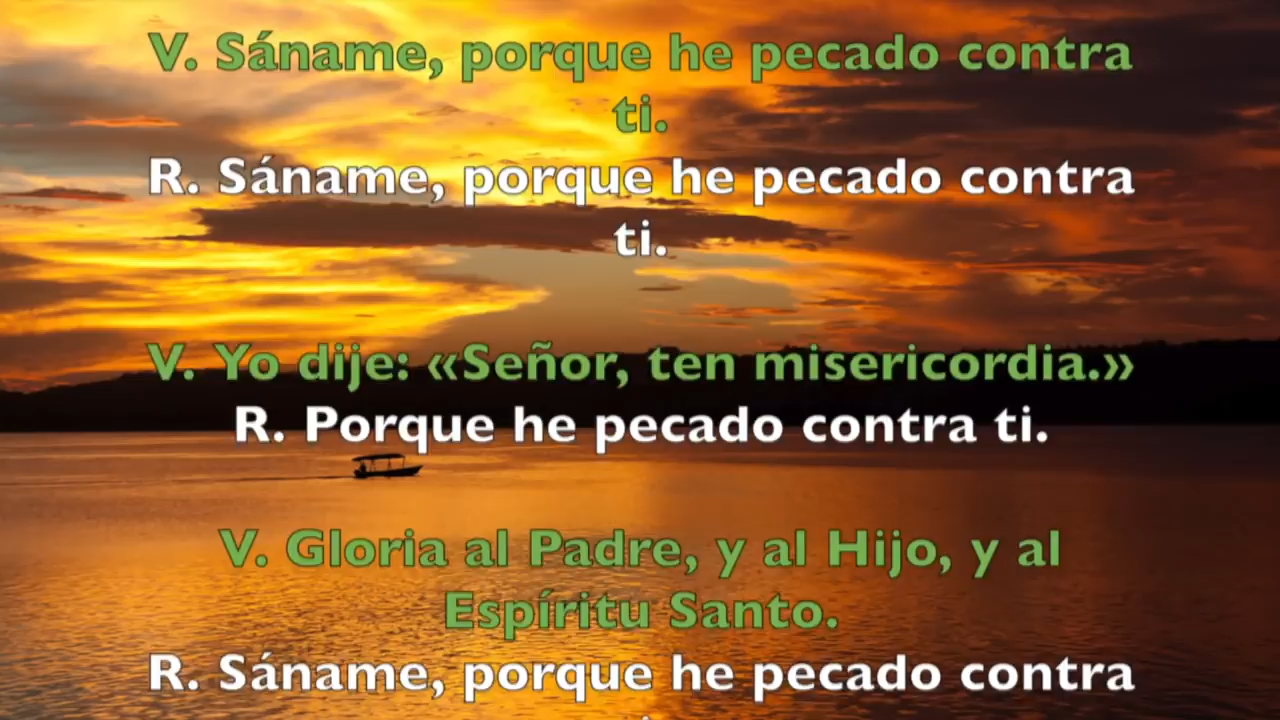 V. Sáname, porque he pecado contra
ti.
R. Sáname, porque he pecado contra
ti.
V. Yo dije: «Señor, ten misericordia.»
R. Porque he pecado contra ti.
V. Gloria al Padre, y al Hijo, y al
Espíritu Santo.
R. Sáname, porque he pecado contra